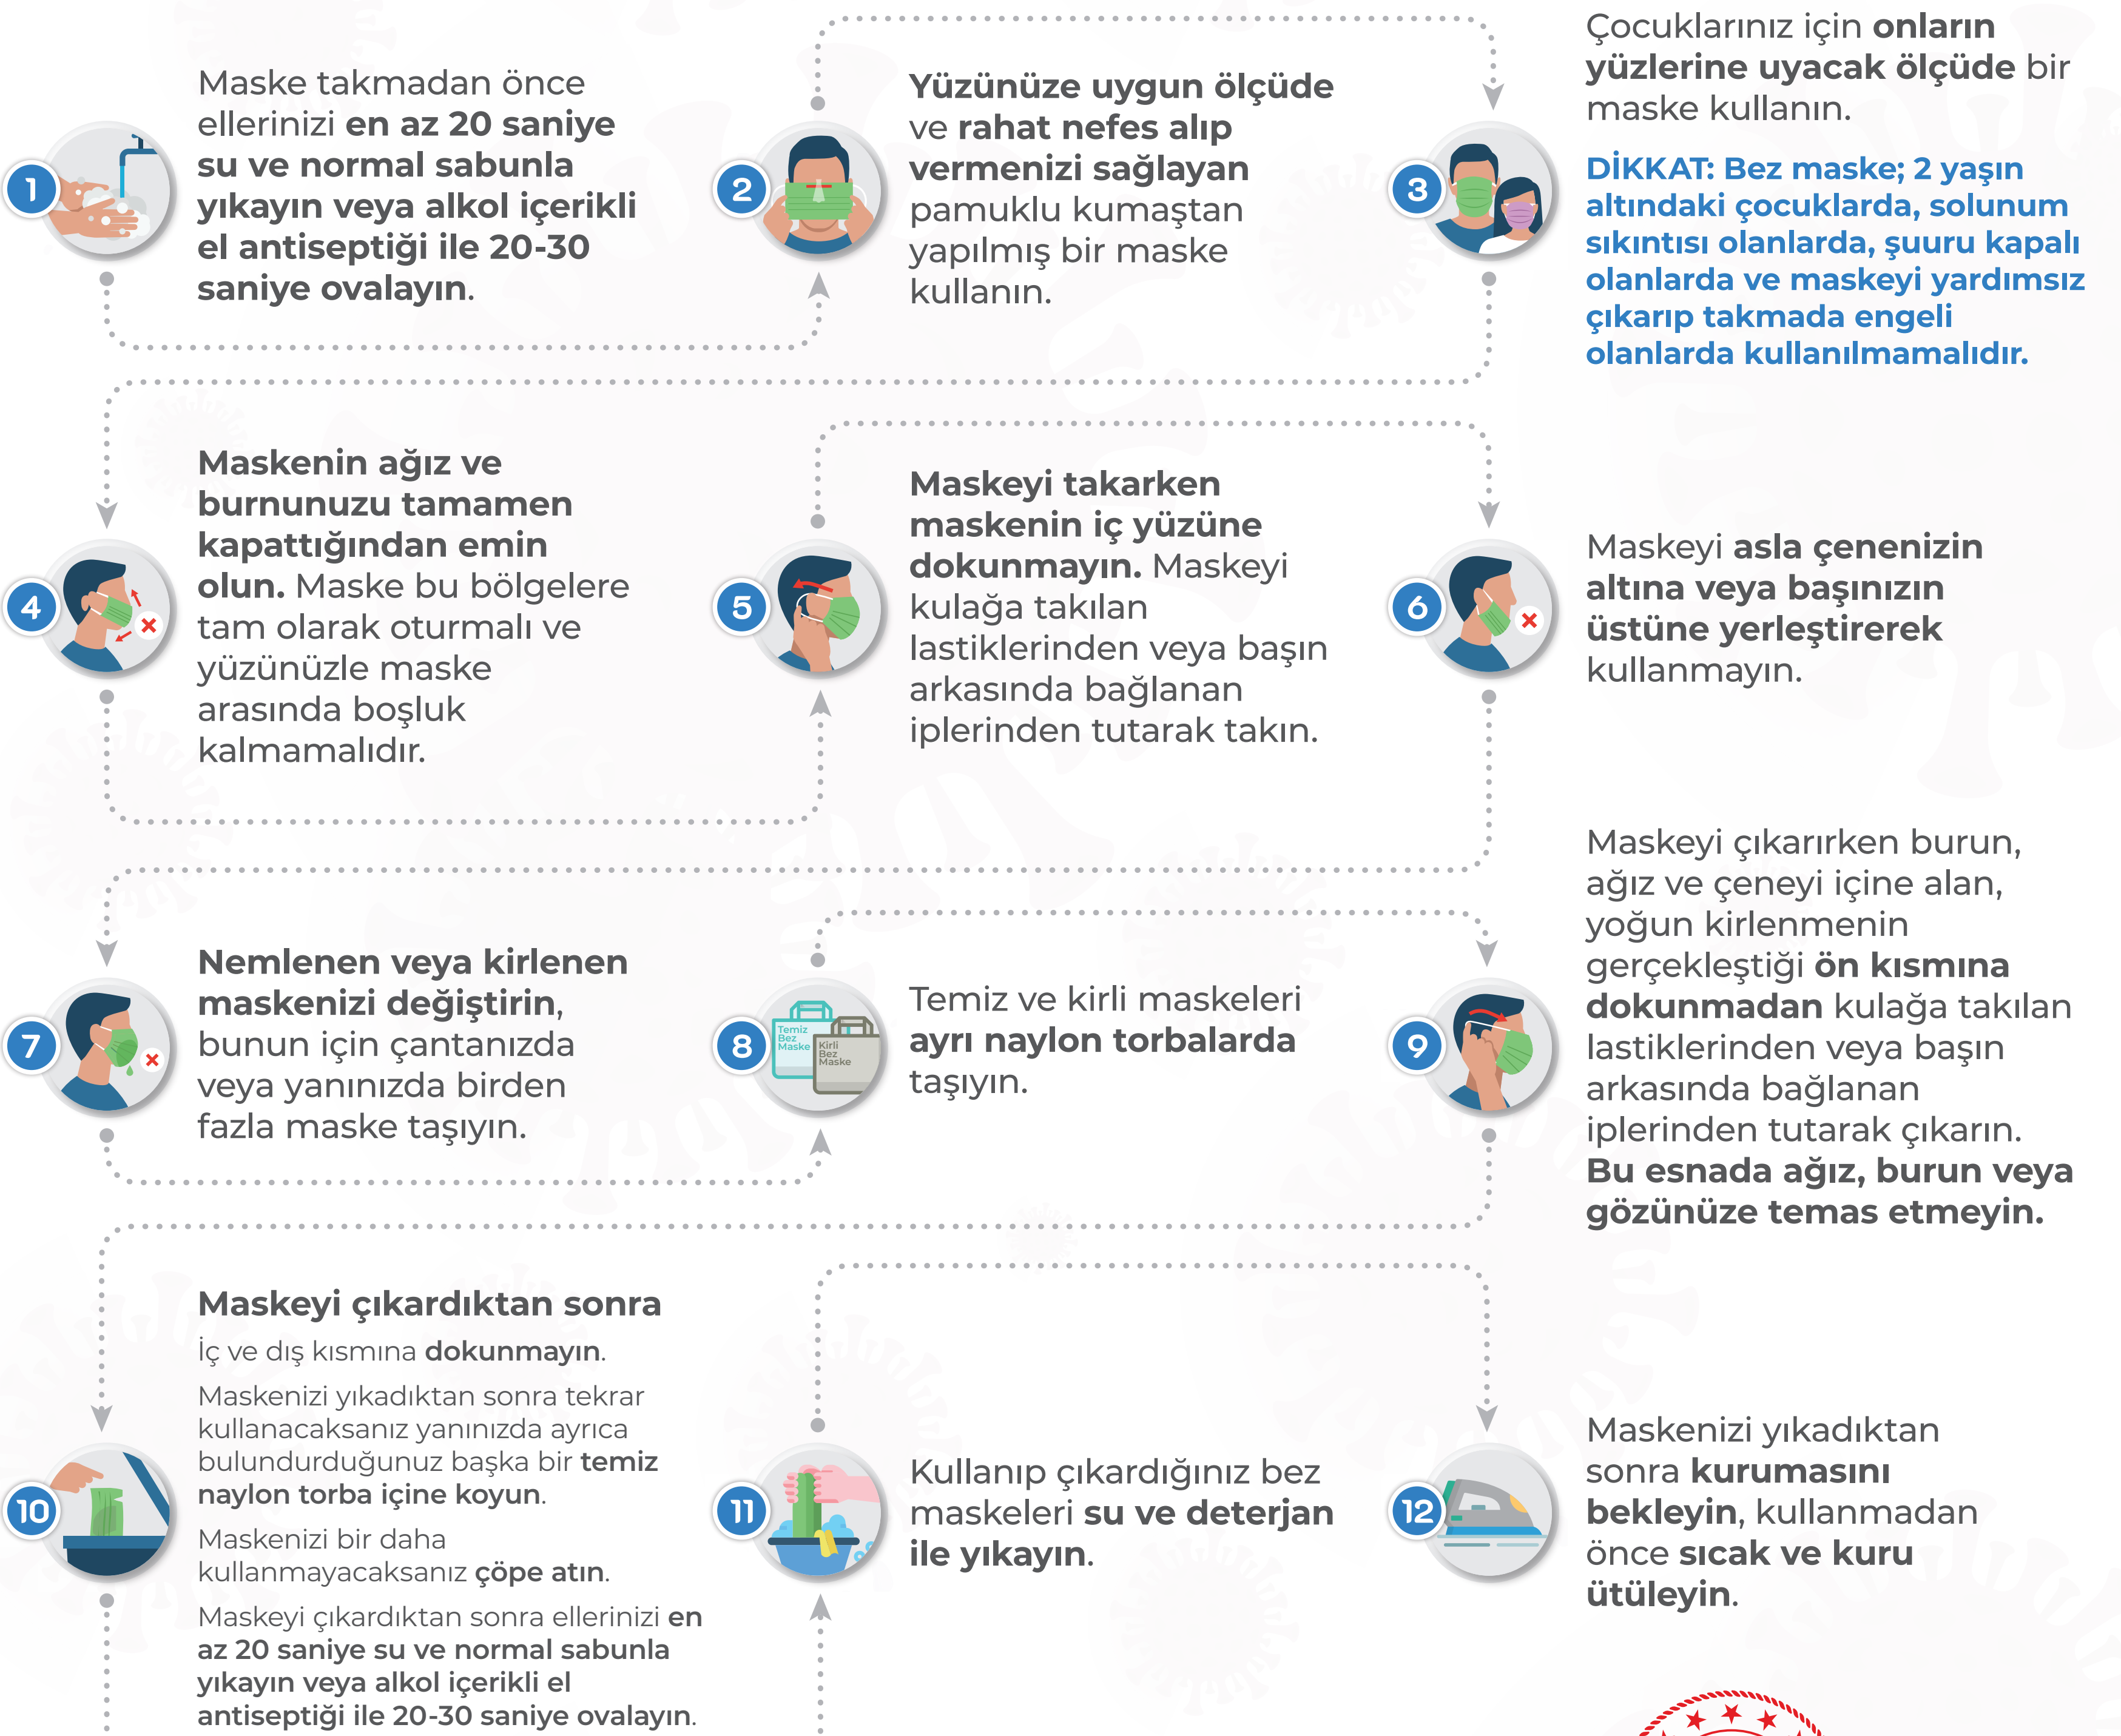 1
Maske takmadan önce
ellerinizi en az 20 saniye
su ve normal sabunla
yıkayın veya alkol içerikli
el antiseptiği ile 20-30
saniye ovalayın.
2
Yüzünüze uygun ölçüde
ve rahat nefes alıp
vermenizi sağlayan
pamuklu kumaştan
yapılmış bir maske
kullanın.
3
Çocuklarınız için onların
yüzlerine uyacak ölçüde bir
maske kullanın.
DİKKAT: Bez maske; 2 yaşın
altındaki çocuklarda, solunum
sıkıntısı olanlarda, şuuru kapalı
olanlarda ve maskeyi yardımsız
çıkarıp takmada engeli
olanlarda kullanılmamalıdır.
4
Maskenin ağız ve
burnunuzu tamamen
kapattığından emin
olun. Maske bu bölgelere
tam olarak oturmalı ve
yüzünüzle maske
arasında boşluk
kalmamalıdır.
5
Maskeyi takarken
maskenin iç yüzüne
dokunmayın. Maskeyi
kulağa takılan
lastiklerinden veya başın
arkasında bağlanan
iplerinden tutarak takın.
6
Maskeyi asla çenenizin
altına veya başınızın
üstüne yerleştirerek
kullanmayın.
7
Nemlenen veya kirlenen
maskenizi değiştirin,
bunun için çantanızda
veya yanınızda birden
fazla maske taşıyın.
8
Temiz
Bez
Maske
Kirli
Bez
Maske
Temiz ve kirli maskeleri
ayrı naylon torbalarda
taşıyın.
9
Maskeyi çıkarırken burun,
ağız ve çeneyi içine alan,
yoğun kirlenmenin
gerçekleştiği ön kısmına
dokunmadan kulağa takılan
lastiklerinden veya başın
arkasında bağlanan
iplerinden tutarak çıkarın.
Bu esnada ağız, burun veya
gözünüze temas etmeyin.
10
Maskeyi çıkardıktan sonra
İç ve dış kısmına dokunmayın.
Maskenizi yıkadıktan sonra tekrar
kullanacaksanız yanınızda ayrıca
bulundurduğunuz başka bir temiz
naylon torba içine koyun.
Maskenizi bir daha
kullanmayacaksanız çöpe atın.
Maskeyi çıkardıktan sonra ellerinizi en
az 20 saniye su ve normal sabunla
yıkayın veya alkol içerikli el
antiseptiği ile 20-30 saniye ovalayın.
11
Kullanıp çıkardığınız bez
maskeleri su ve deterjan
ile yıkayın.
12
Maskenizi yıkadıktan
sonra kurumasını
bekleyin, kullanmadan
önce sıcak ve kuru
ütüleyin.